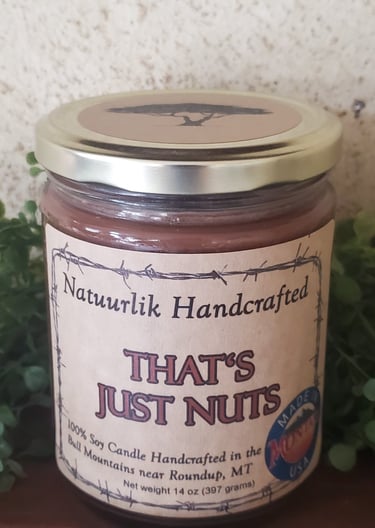 Natuurlik Handcrafted
THAT'S
JUST NUTS
100% Soy Candle Handcrafted in the
Bull Mountains near Roundup, MT
Net weight 14 oz (397 grams)
MADE
USA